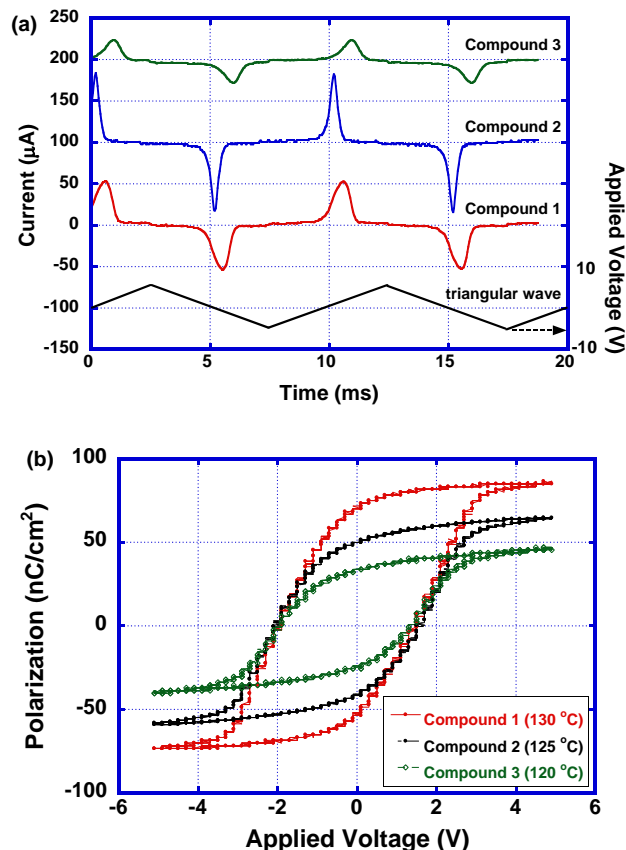 (a)
250
200
150
100
50
0
-50
-100
-150
Current (µA)
Compound 3
Compound 2
Compound 1
triangular wave
10
-10
Applied Voltage (V)
0
5
10
15
20
Time (ms)
(b)
100
50
0
-50
-100
Polarization (nC/cm²)
Compound 1 (130 °C)
Compound 2 (125 °C)
Compound 3 (120 °C)
-6
-4
-2
0
2
4
6
Applied Voltage (V)